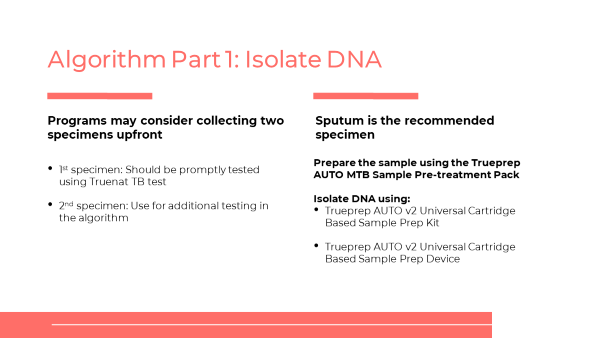 Algorithm Part 1: Isolate DNA
Programs may consider collecting two
specimens upfront
• 1st specimen: Should be promptly tested
using Truenat TB test
• 2nd specimen: Use for additional testing in
the algorithm
Sputum is the recommended
specimen
Prepare the sample using the Trueprep
AUTO MTB Sample Pre-treatment Pack
Isolate DNA using:
• Trueprep AUTO v2 Universal Cartridge
Based Sample Prep Kit
• Trueprep AUTO v2 Universal Cartridge
Based Sample Prep Device